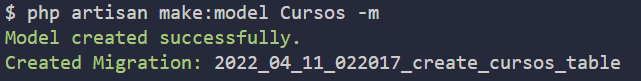 $ php artisan make:model Cursos -m
Model created successfully.
Created Migration: 2022_04_11_022017_create_cursos_table